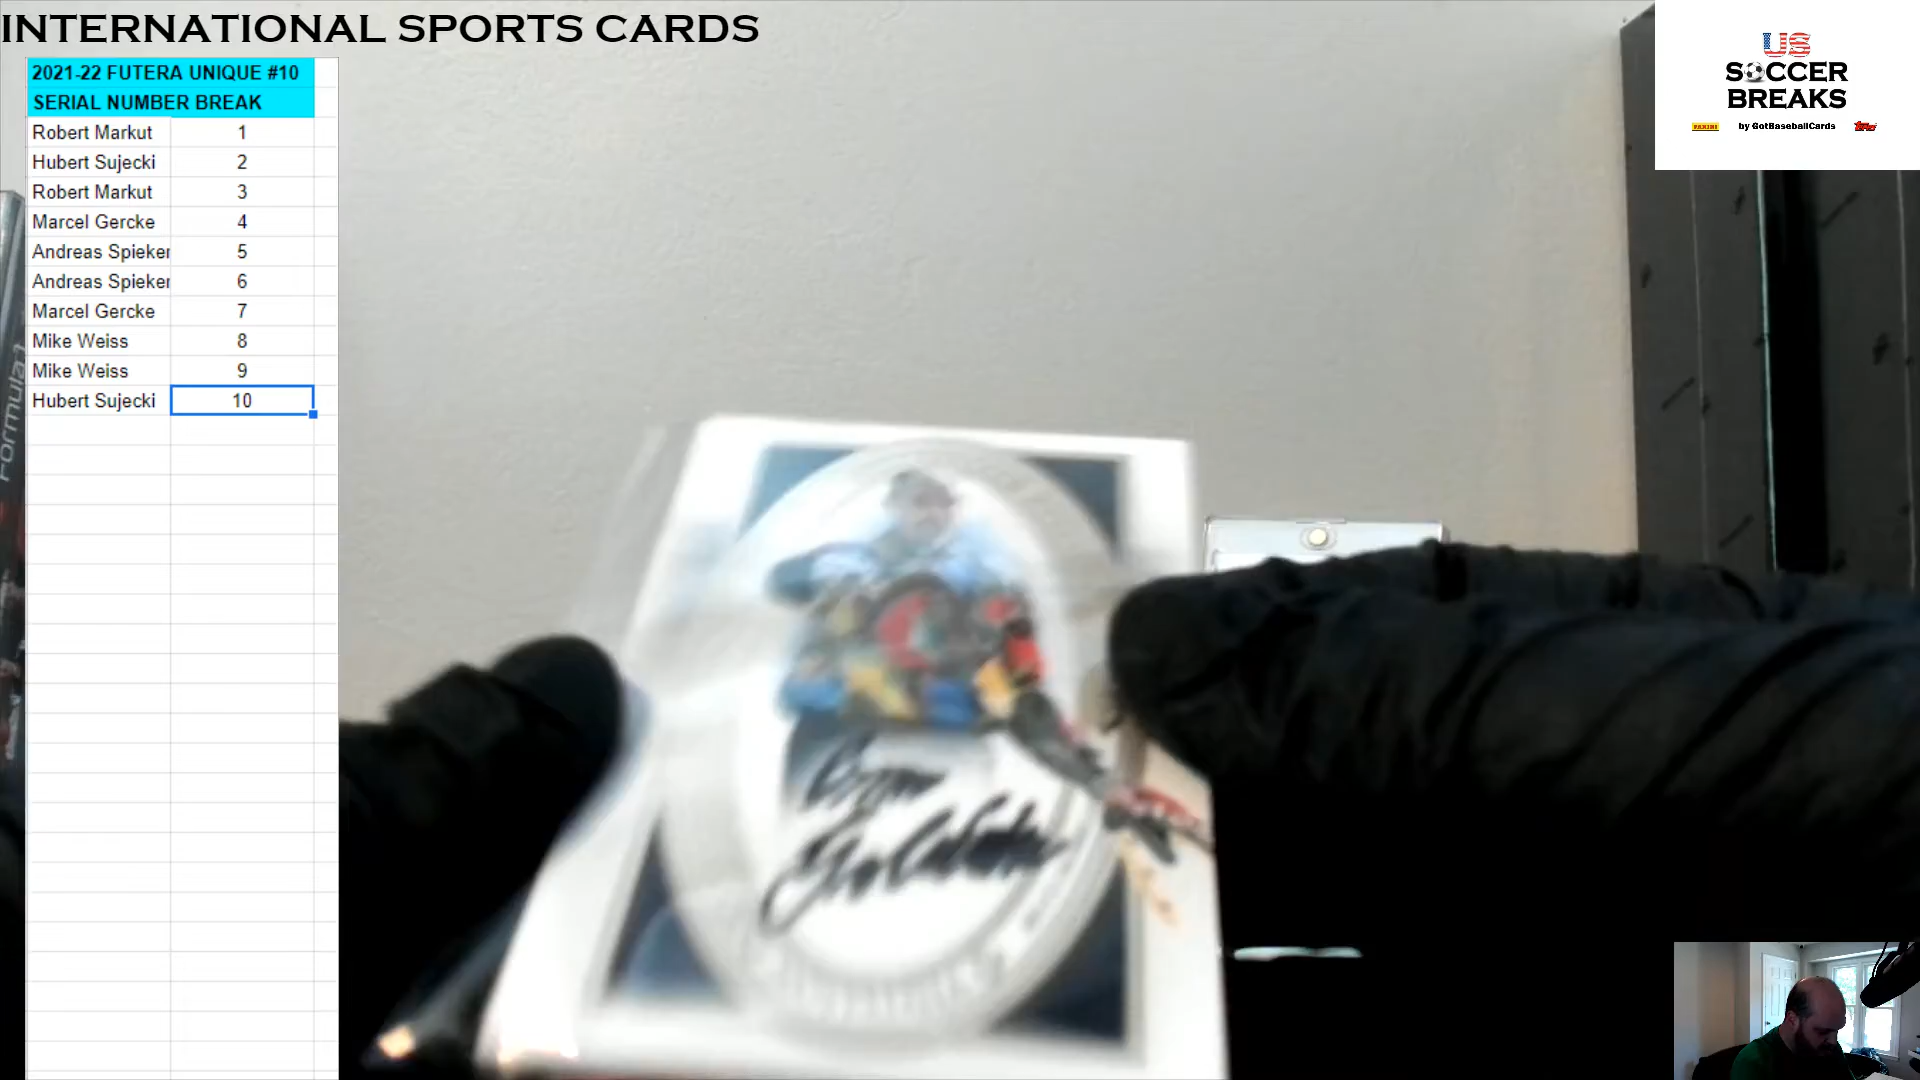 INTERNATIONAL SPORTS CARDS
2021-22 FUTERA UNIQUE #10
SERIAL NUMBER BREAK
Robert Markut 1
Hubert Sujecki 2
Robert Markut 3
Marcel Gercke 4
Andreas Spieker 5
Andreas Spieker 6
Marcel Gercke 7
Mike Weiss 8
Mike Weiss 9
Hubert Sujecki 10
US
SOCCER
BREAKS
PANINI by GotBaseballCards Topps
Formula1